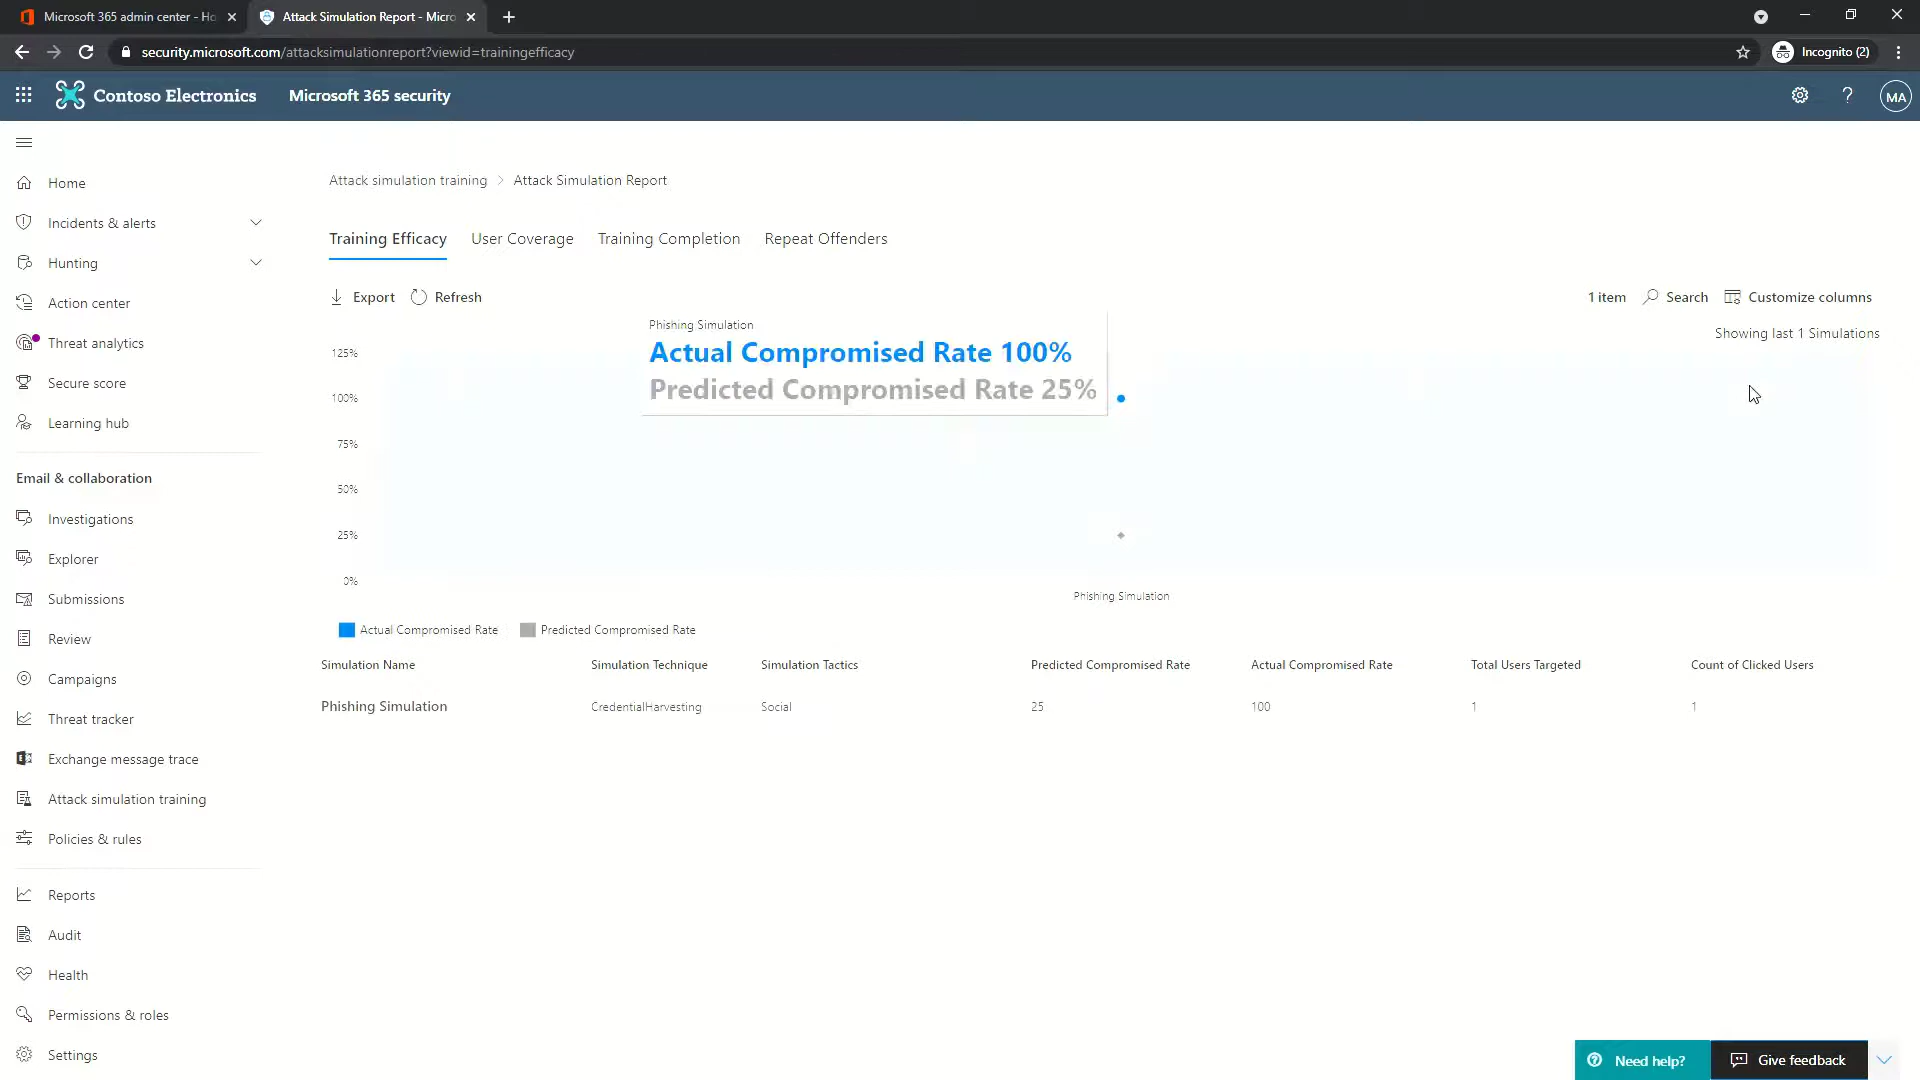 Microsoft 365 admin center - Ho
Attack Simulation Report - Micro
security.microsoft.com/attacksimulationreport?viewid=trainingefficacy
Incognito (2)
Contoso Electronics
Microsoft 365 security
?
MA
Home
Incidents & alerts
Hunting
Action center
Threat analytics
Secure score
Learning hub
Email & collaboration
Investigations
Explorer
Submissions
Review
Campaigns
Threat tracker
Exchange message trace
Attack simulation training
Policies & rules
Reports
Audit
Health
Permissions & roles
Settings
Attack simulation training > Attack Simulation Report
Training Efficacy User Coverage Training Completion Repeat Offenders
Export Refresh
1 item Search Customize columns
Showing last 1 Simulations
Phishing Simulation
Actual Compromised Rate 100%
Predicted Compromised Rate 25%
125%
100%
75%
50%
25%
0%
Phishing Simulation
Actual Compromised Rate Predicted Compromised Rate
Simulation Name Simulation Technique Simulation Tactics Predicted Compromised Rate Actual Compromised Rate Total Users Targeted Count of Clicked Users
Phishing Simulation CredentialHarvesting Social 25 100 1 1
Need help?
Give feedback